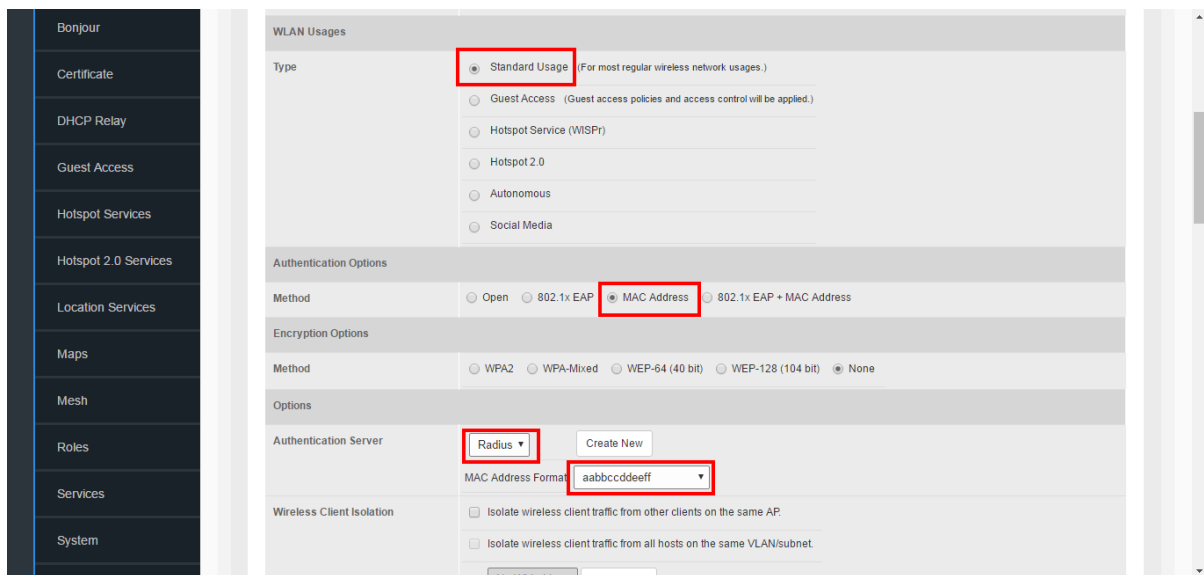 Bonjour
Certificate
DHCP Relay
Guest Access
Hotspot Services
Hotspot 2.0 Services
Location Services
Maps
Mesh
Roles
Services
System
WLAN Usages
Type
Standard Usage (For most regular wireless network usages.)
Guest Access (Guest access policies and access control will be applied.)
Hotspot Service (WISPr)
Hotspot 2.0
Autonomous
Social Media
Authentication Options
Method Open 802.1x EAP MAC Address 802.1x EAP + MAC Address
Encryption Options
Method WPA2 WPA-Mixed WEP-64 (40 bit) WEP-128 (104 bit) None
Options
Authentication Server Radius Create New
MAC Address Format aabbccddeeff
Wireless Client Isolation Isolate wireless client traffic from other clients on the same AP.
Isolate wireless client traffic from all hosts on the same VLAN/subnet.